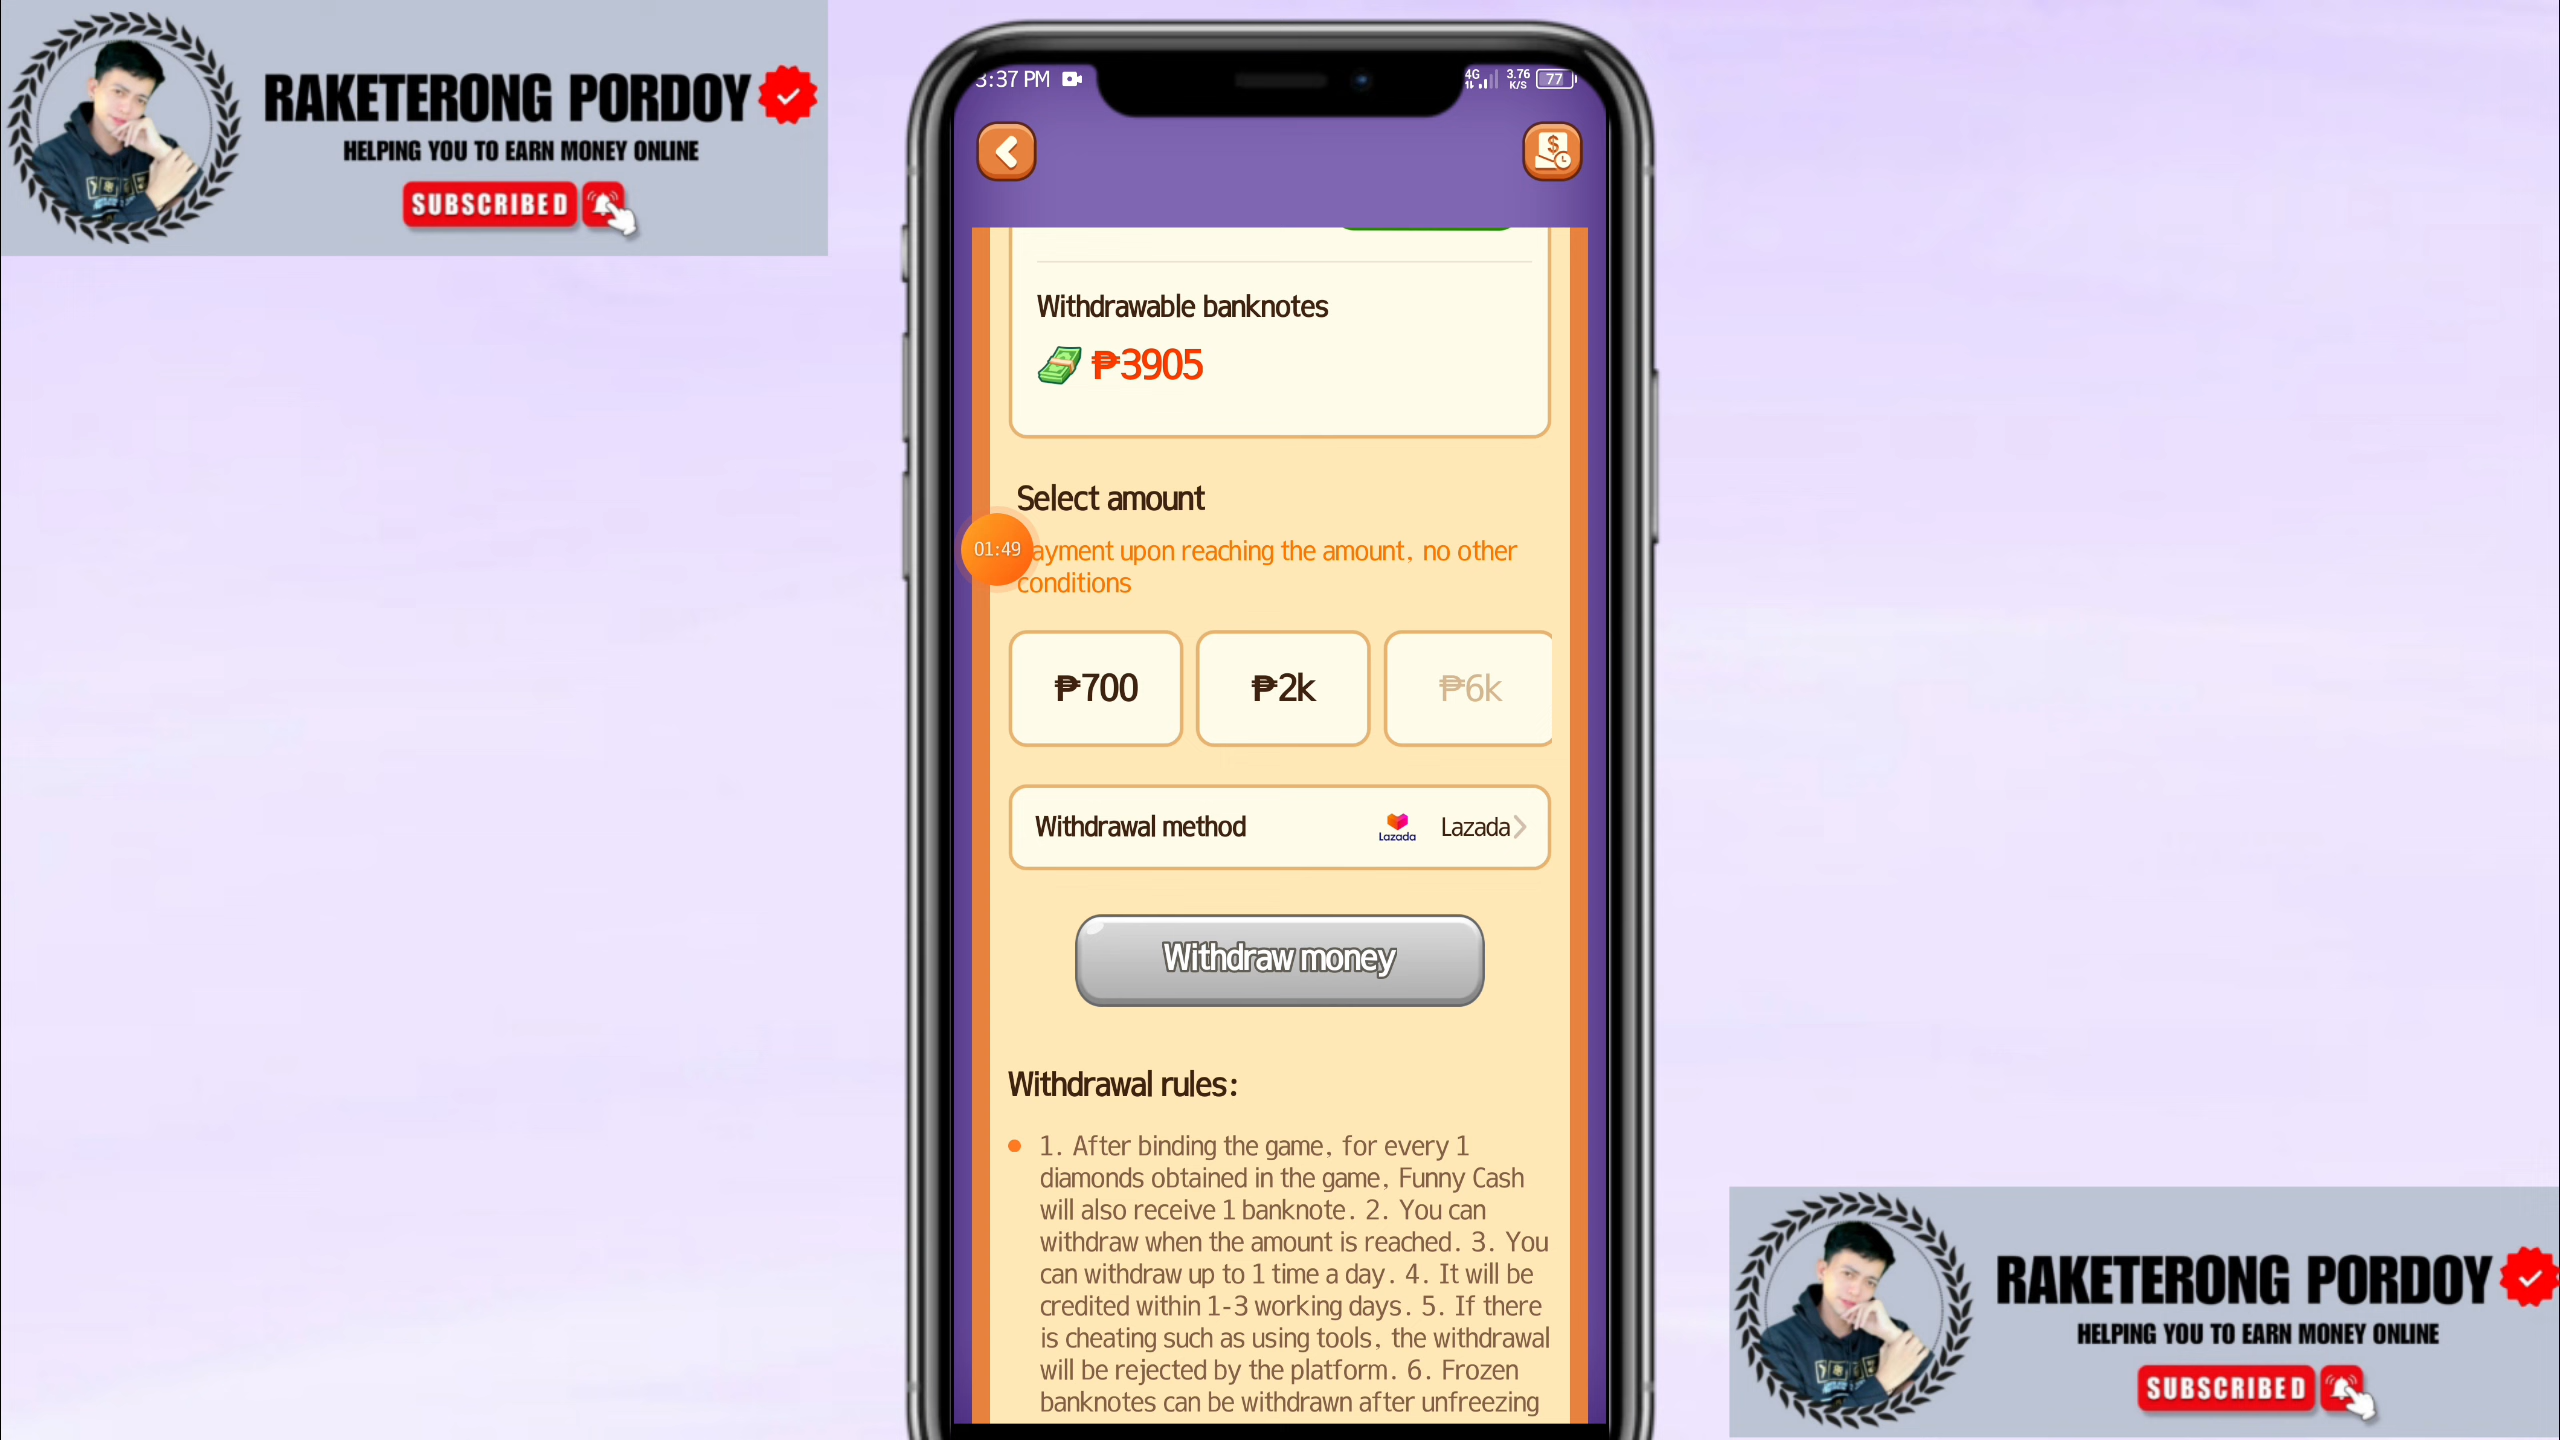 RAKETERONG PORDOY
HELPING YOU TO EARN MONEY ONLINE
SUBSCRIBED
3:37 PM
4G
3.76
K/S
77
Withdrawable banknotes
₱3905
Select amount
01:49
ayment upon reaching the amount, no other
conditions
₱700
₱2k
₱6k
Withdrawal method
Lazada
Lazada
Withdraw money
Withdrawal rules:
1. After binding the game, for every 1
diamonds obtained in the game, Funny Cash
will also receive 1 banknote. 2. You can
withdraw when the amount is reached. 3. You
can withdraw up to 1 time a day. 4. It will be
credited within 1-3 working days. 5. If there
is cheating such as using tools, the withdrawal
will be rejected by the platform. 6. Frozen
banknotes can be withdrawn after unfreezing
RAKETERONG PORDOY
HELPING YOU TO EARN MONEY ONLINE
SUBSCRIBED